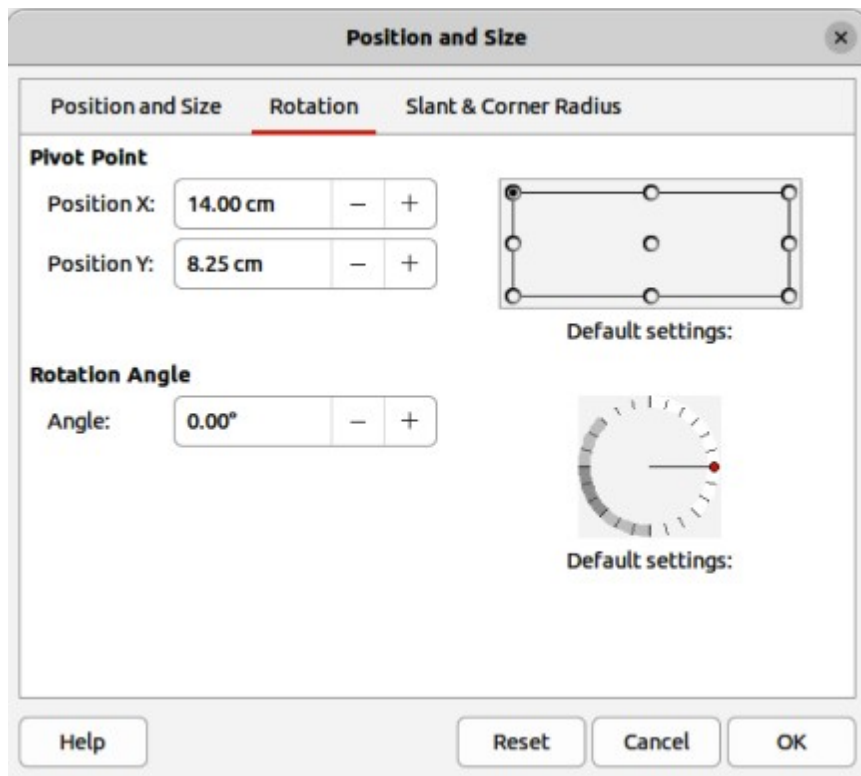 Position and Size
Position and Size Rotation Slant & Corner Radius
Pivot Point
Position X: 14.00 cm − +
Position Y: 8.25 cm − +
Default settings:
Rotation Angle
Angle: 0.00° − +
Default settings:
Help Reset Cancel OK